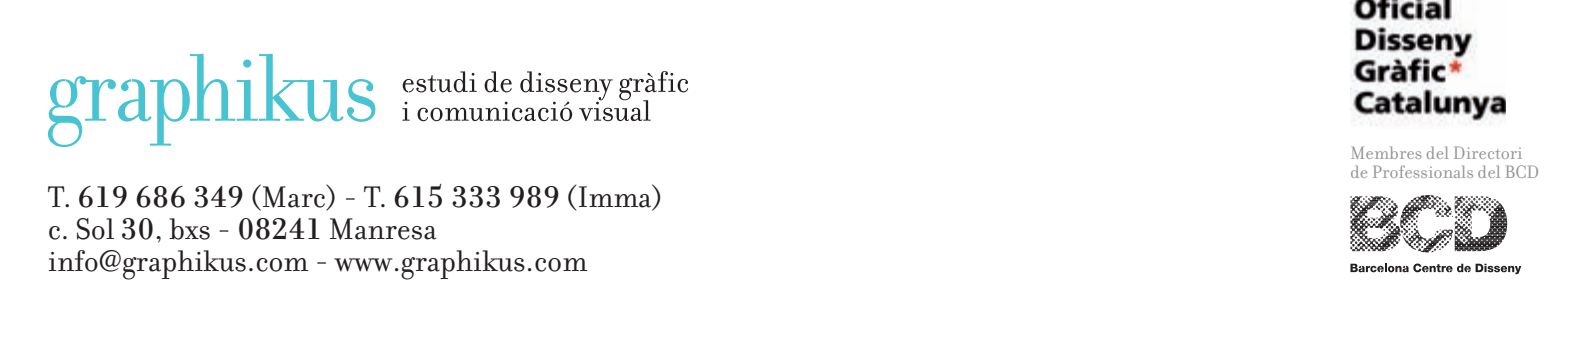 graphikus
estudi de disseny gràfic
i comunicació visual
T. 619 686 349 (Marc) - T. 615 333 989 (Imma)
c. Sol 30, bxs - 08241 Manresa
info@graphikus.com - www.graphikus.com
Oficial
Disseny
Gràfic*
Catalunya
Membres del Directori
de Professionals del BCD
BCD
Barcelona Centre de Disseny